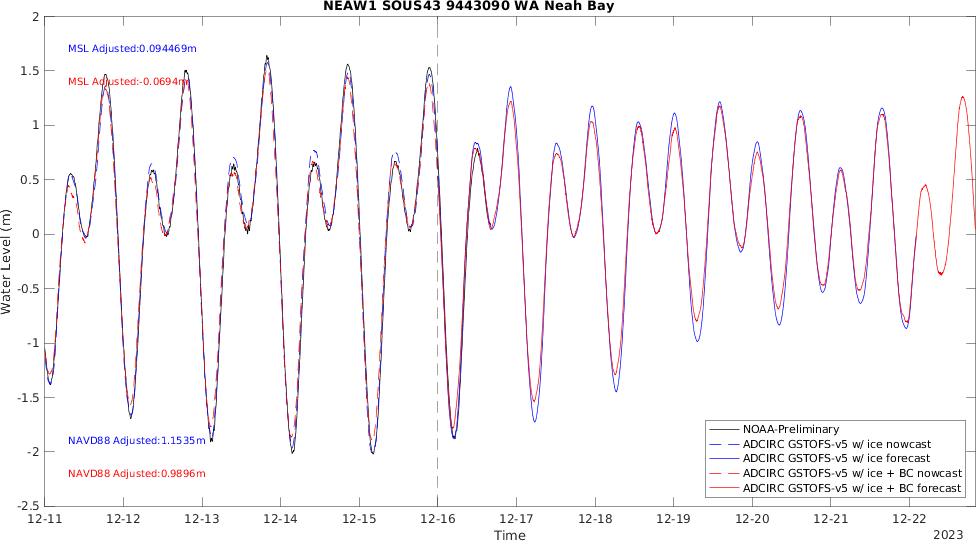 NEAW1 SOUS43 9443090 WA Neah Bay
2
1.5
1
0.5
0
-0.5
-1
-1.5
-2
-2.5
Water Level (m)
MSL Adjusted:0.094469m
MSL Adjusted:-0.0694m
NAVD88 Adjusted:1.1535m
NAVD88 Adjusted:0.9896m
NOAA-Preliminary
ADCIRC GSTOFS-v5 w/ ice nowcast
ADCIRC GSTOFS-v5 w/ ice forecast
ADCIRC GSTOFS-v5 w/ ice + BC nowcast
ADCIRC GSTOFS-v5 w/ ice + BC forecast
12-11 12-12 12-13 12-14 12-15 12-16 12-17 12-18 12-19 12-20 12-21 12-22
Time
2023